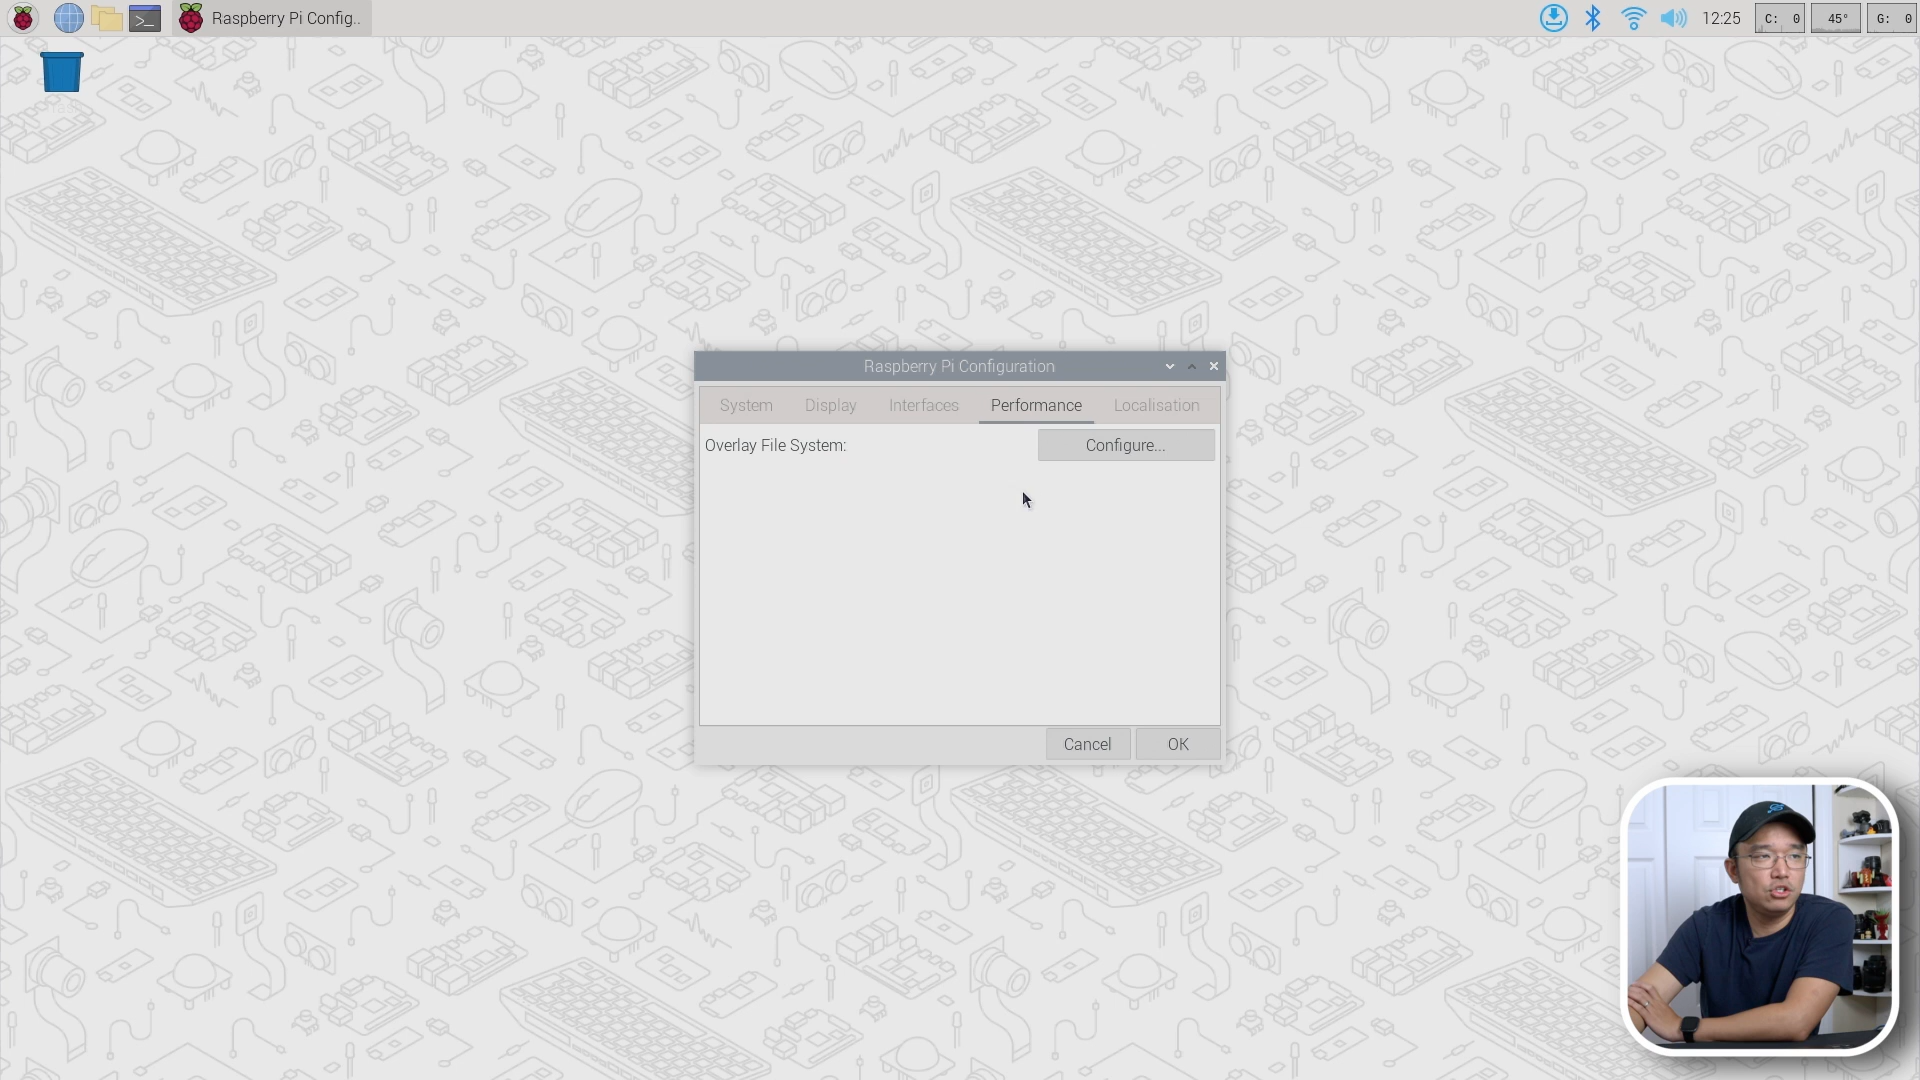 Raspberry Pi Config..
12:25
C: 0
45°
G: 0
Raspberry Pi Configuration
System
Display
Interfaces
Performance
Localisation
Overlay File System:
Configure...
Cancel
OK